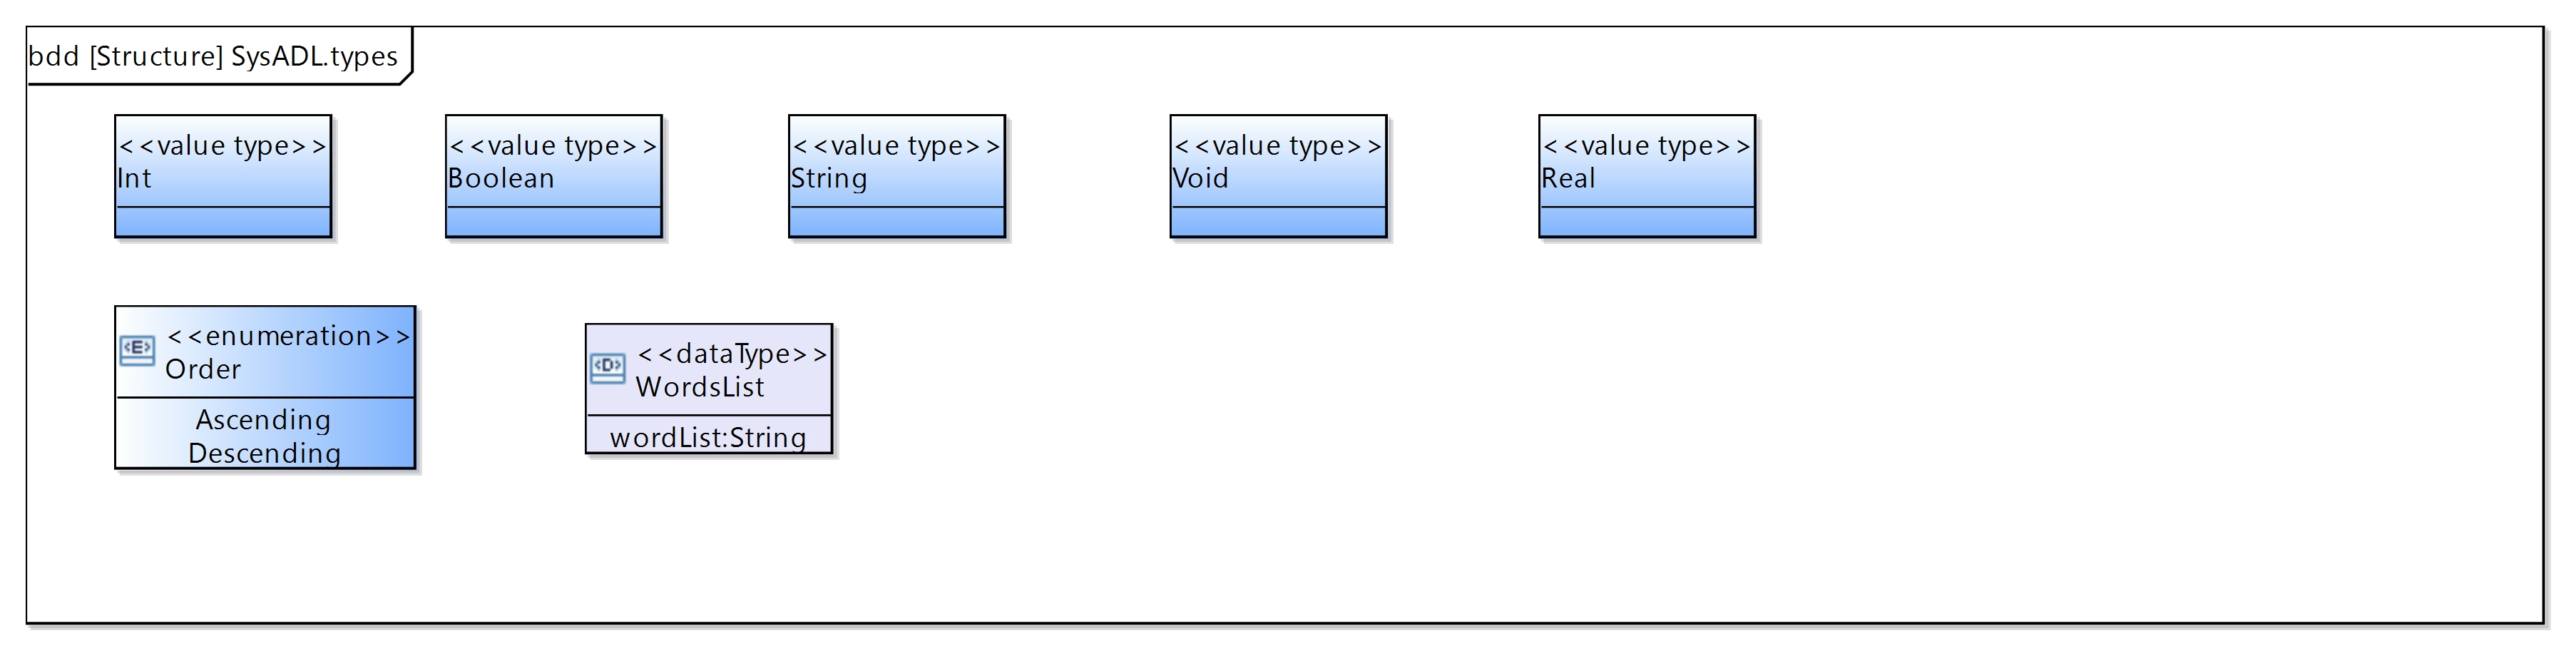 bdd [Structure] SysADL.types
<<value type>>
Int
<<value type>>
Boolean
<<value type>>
String
<<value type>>
Void
<<value type>>
Real
<E>
<<enumeration>>
Order
Ascending
Descending
<D>
<<dataType>>
WordsList
wordList:String